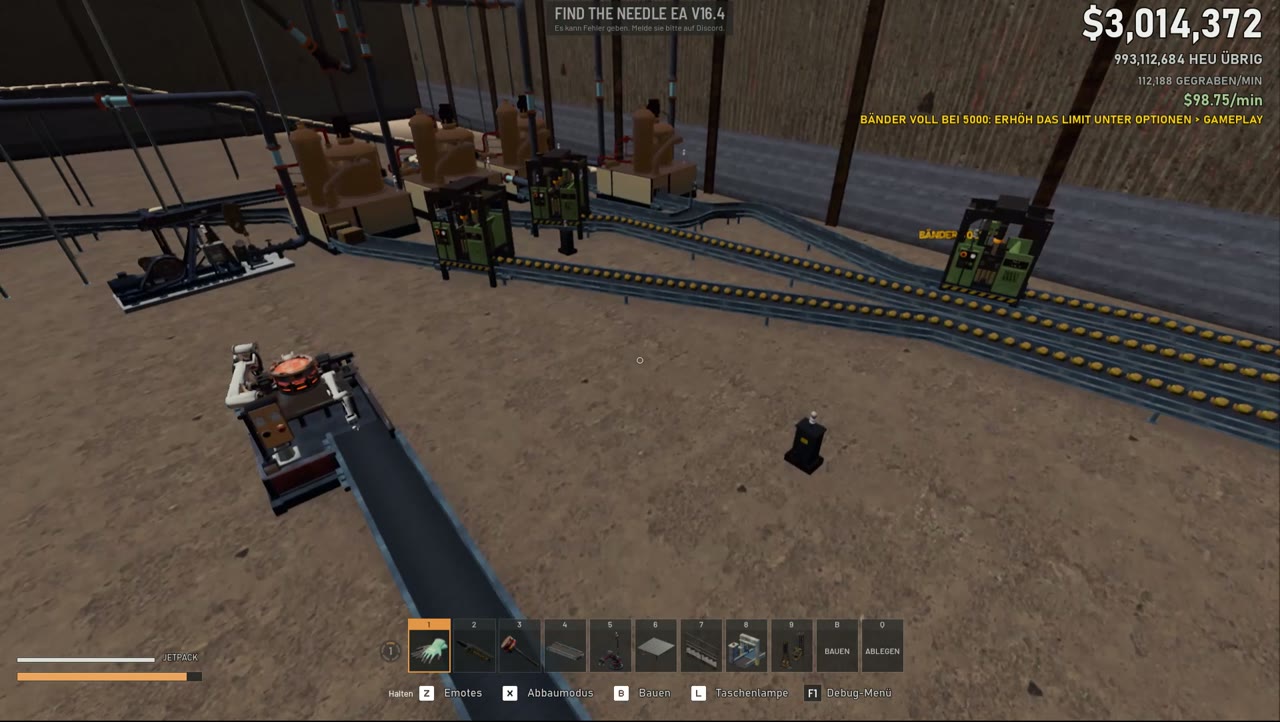 FIND THE NEEDLE EA V16.4
Es kann Fehler geben. Melde sie bitte auf Discord.
$3,014,372
993,112,684 HEU ÜBRIG
112,188 GEGRABEN/MIN
$98.75/min
BÄNDER VOLL BEI 5000: ERHÖH DAS LIMIT UNTER OPTIONEN > GAMEPLAY
BÄNDER
JETPACK
1
1 2 3 4 5 6 7 8 9 B 0
BAUEN ABLEGEN
Halten Z Emotes X Abbaumodus B Bauen L Taschenlampe F1 Debug-Menü